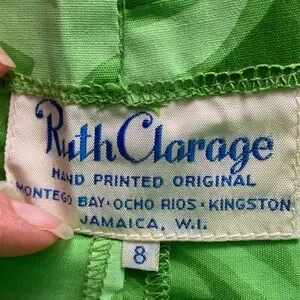 Ruth Clarage
HAND PRINTED ORIGINAL
MONTEGO BAY · OCHO RIOS · KINGSTON
JAMAICA, W.I.
8